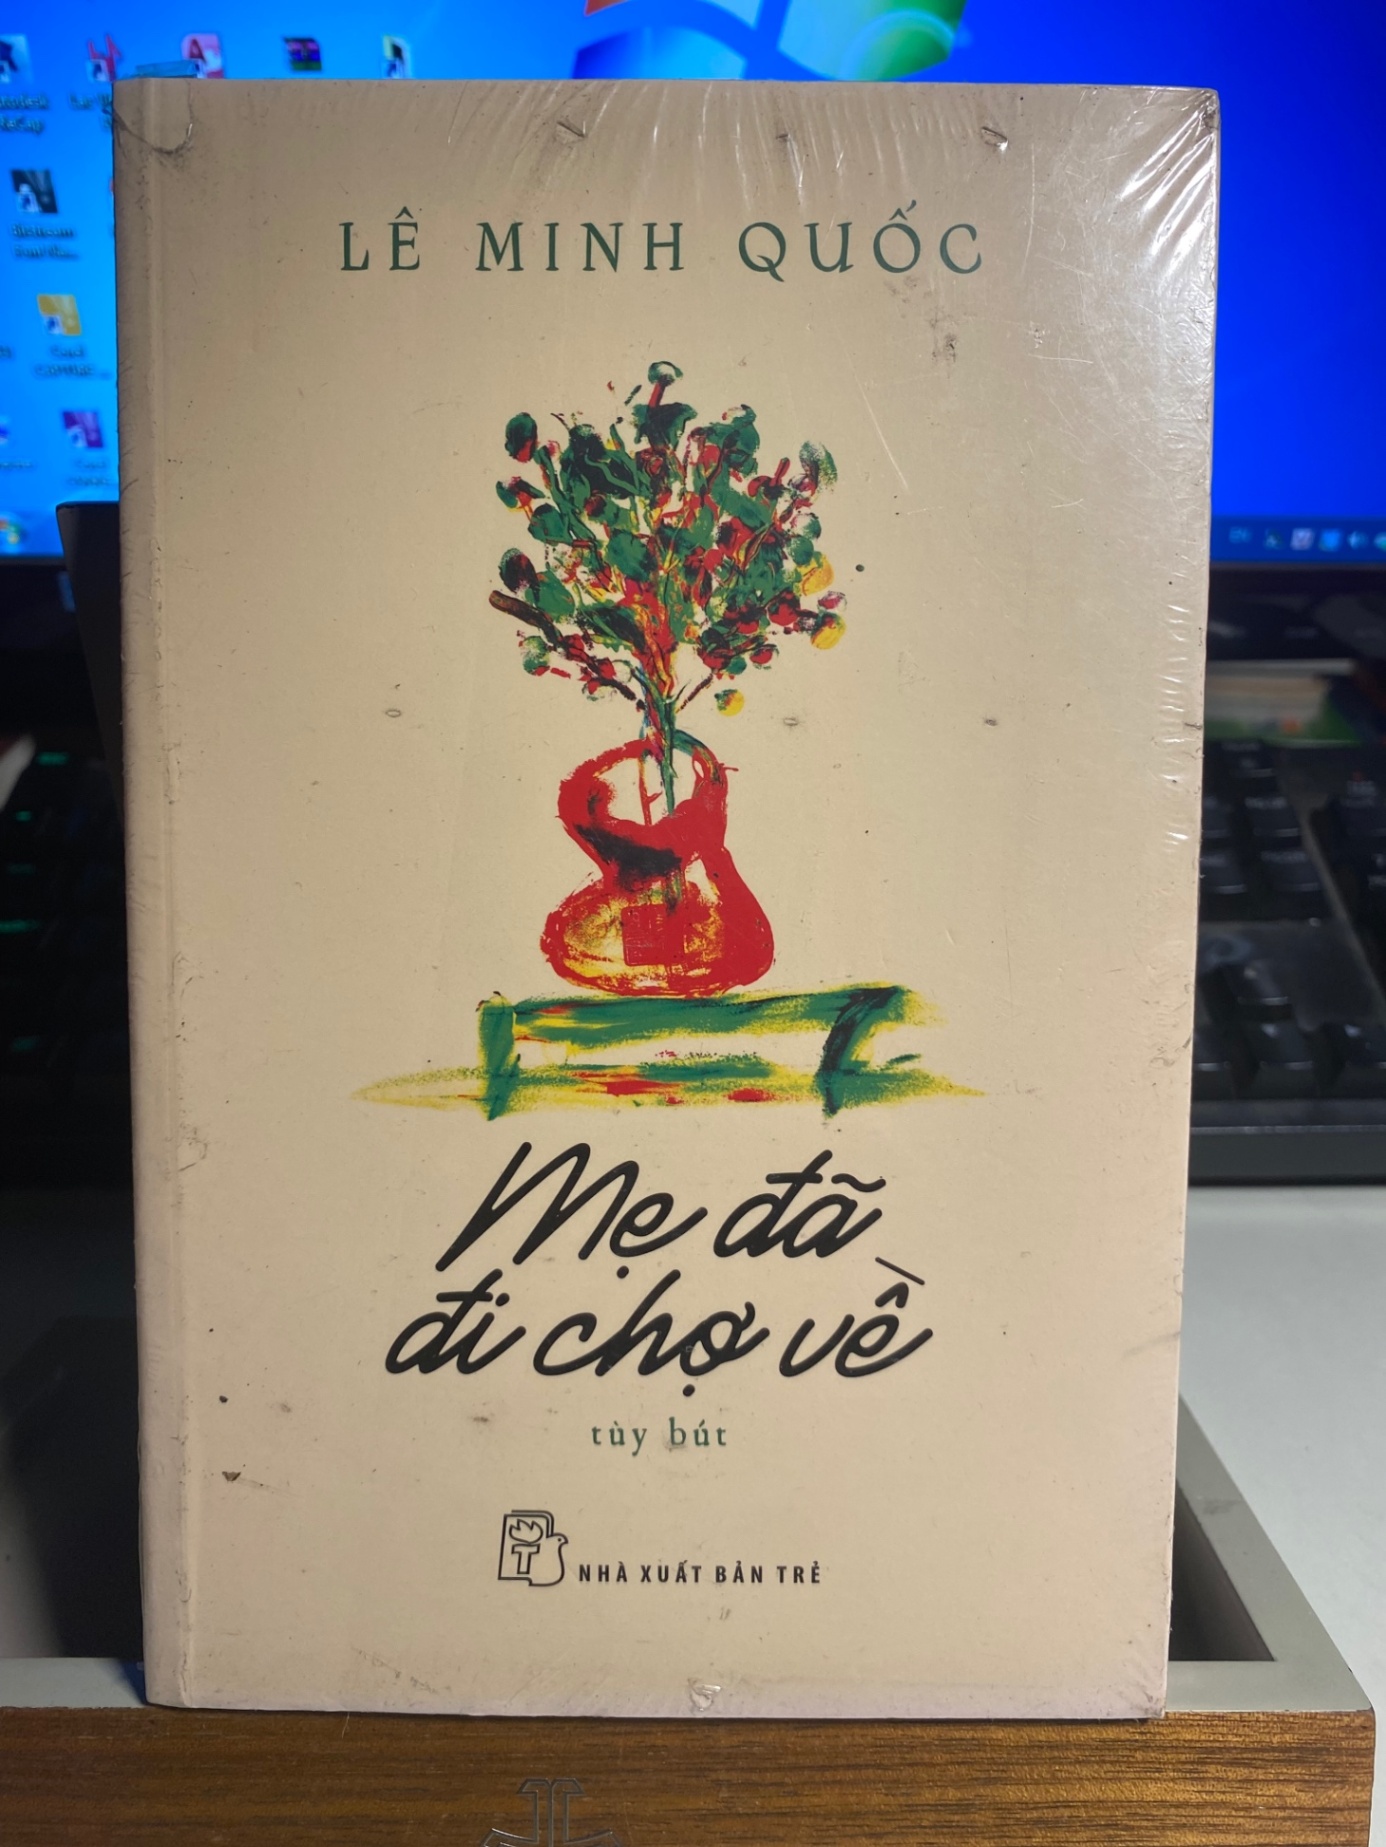 LÊ MINH QUỐC
Mẹ đã
đi chợ về
tùy bút
T
NHÀ XUẤT BẢN TRẺ